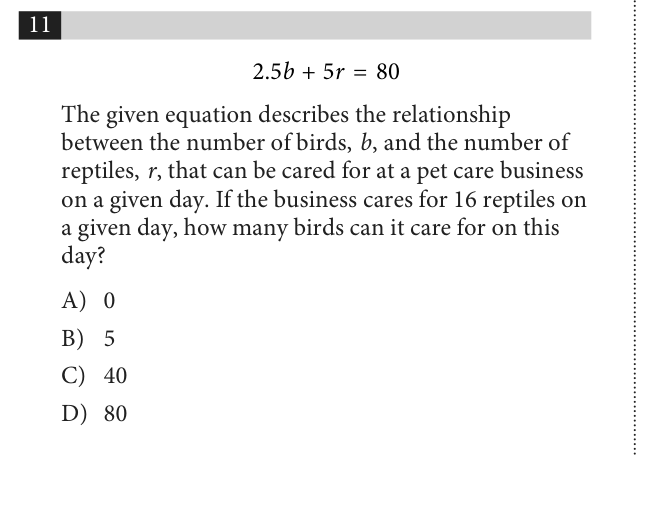 11
2.5b + 5r = 80
The given equation describes the relationship
between the number of birds, b, and the number of
reptiles, r, that can be cared for at a pet care business
on a given day. If the business cares for 16 reptiles on
a given day, how many birds can it care for on this
day?
A) 0
B) 5
C) 40
D) 80